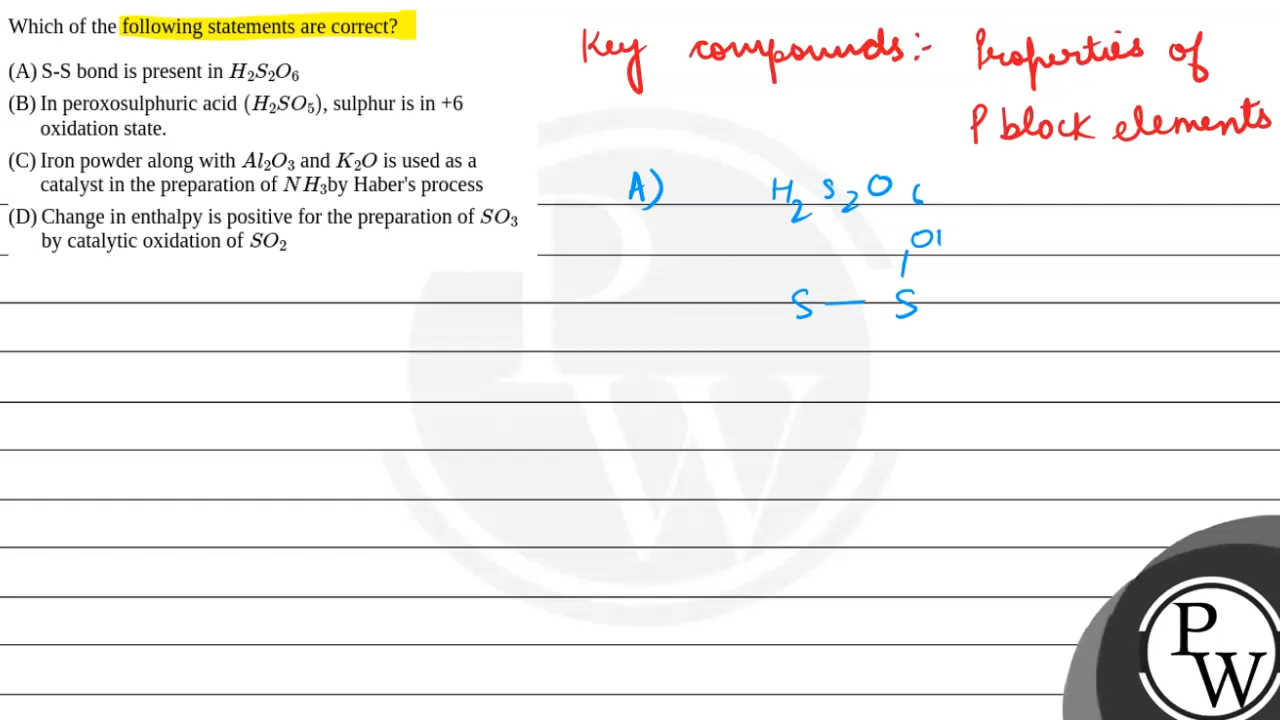 Which of the following statements are correct?
(A) S-S bond is present in H₂S₂O₆
(B) In peroxosulphuric acid (H₂SO₅), sulphur is in +6
oxidation state.
(C) Iron powder along with Al₂O₃ and K₂O is used as a
catalyst in the preparation of NH₃by Haber's process
(D) Change in enthalpy is positive for the preparation of SO₃
by catalytic oxidation of SO₂
Key compounds:- Properties of
P block elements
A) H₂S₂O₆
OI
S — S
PW
PW